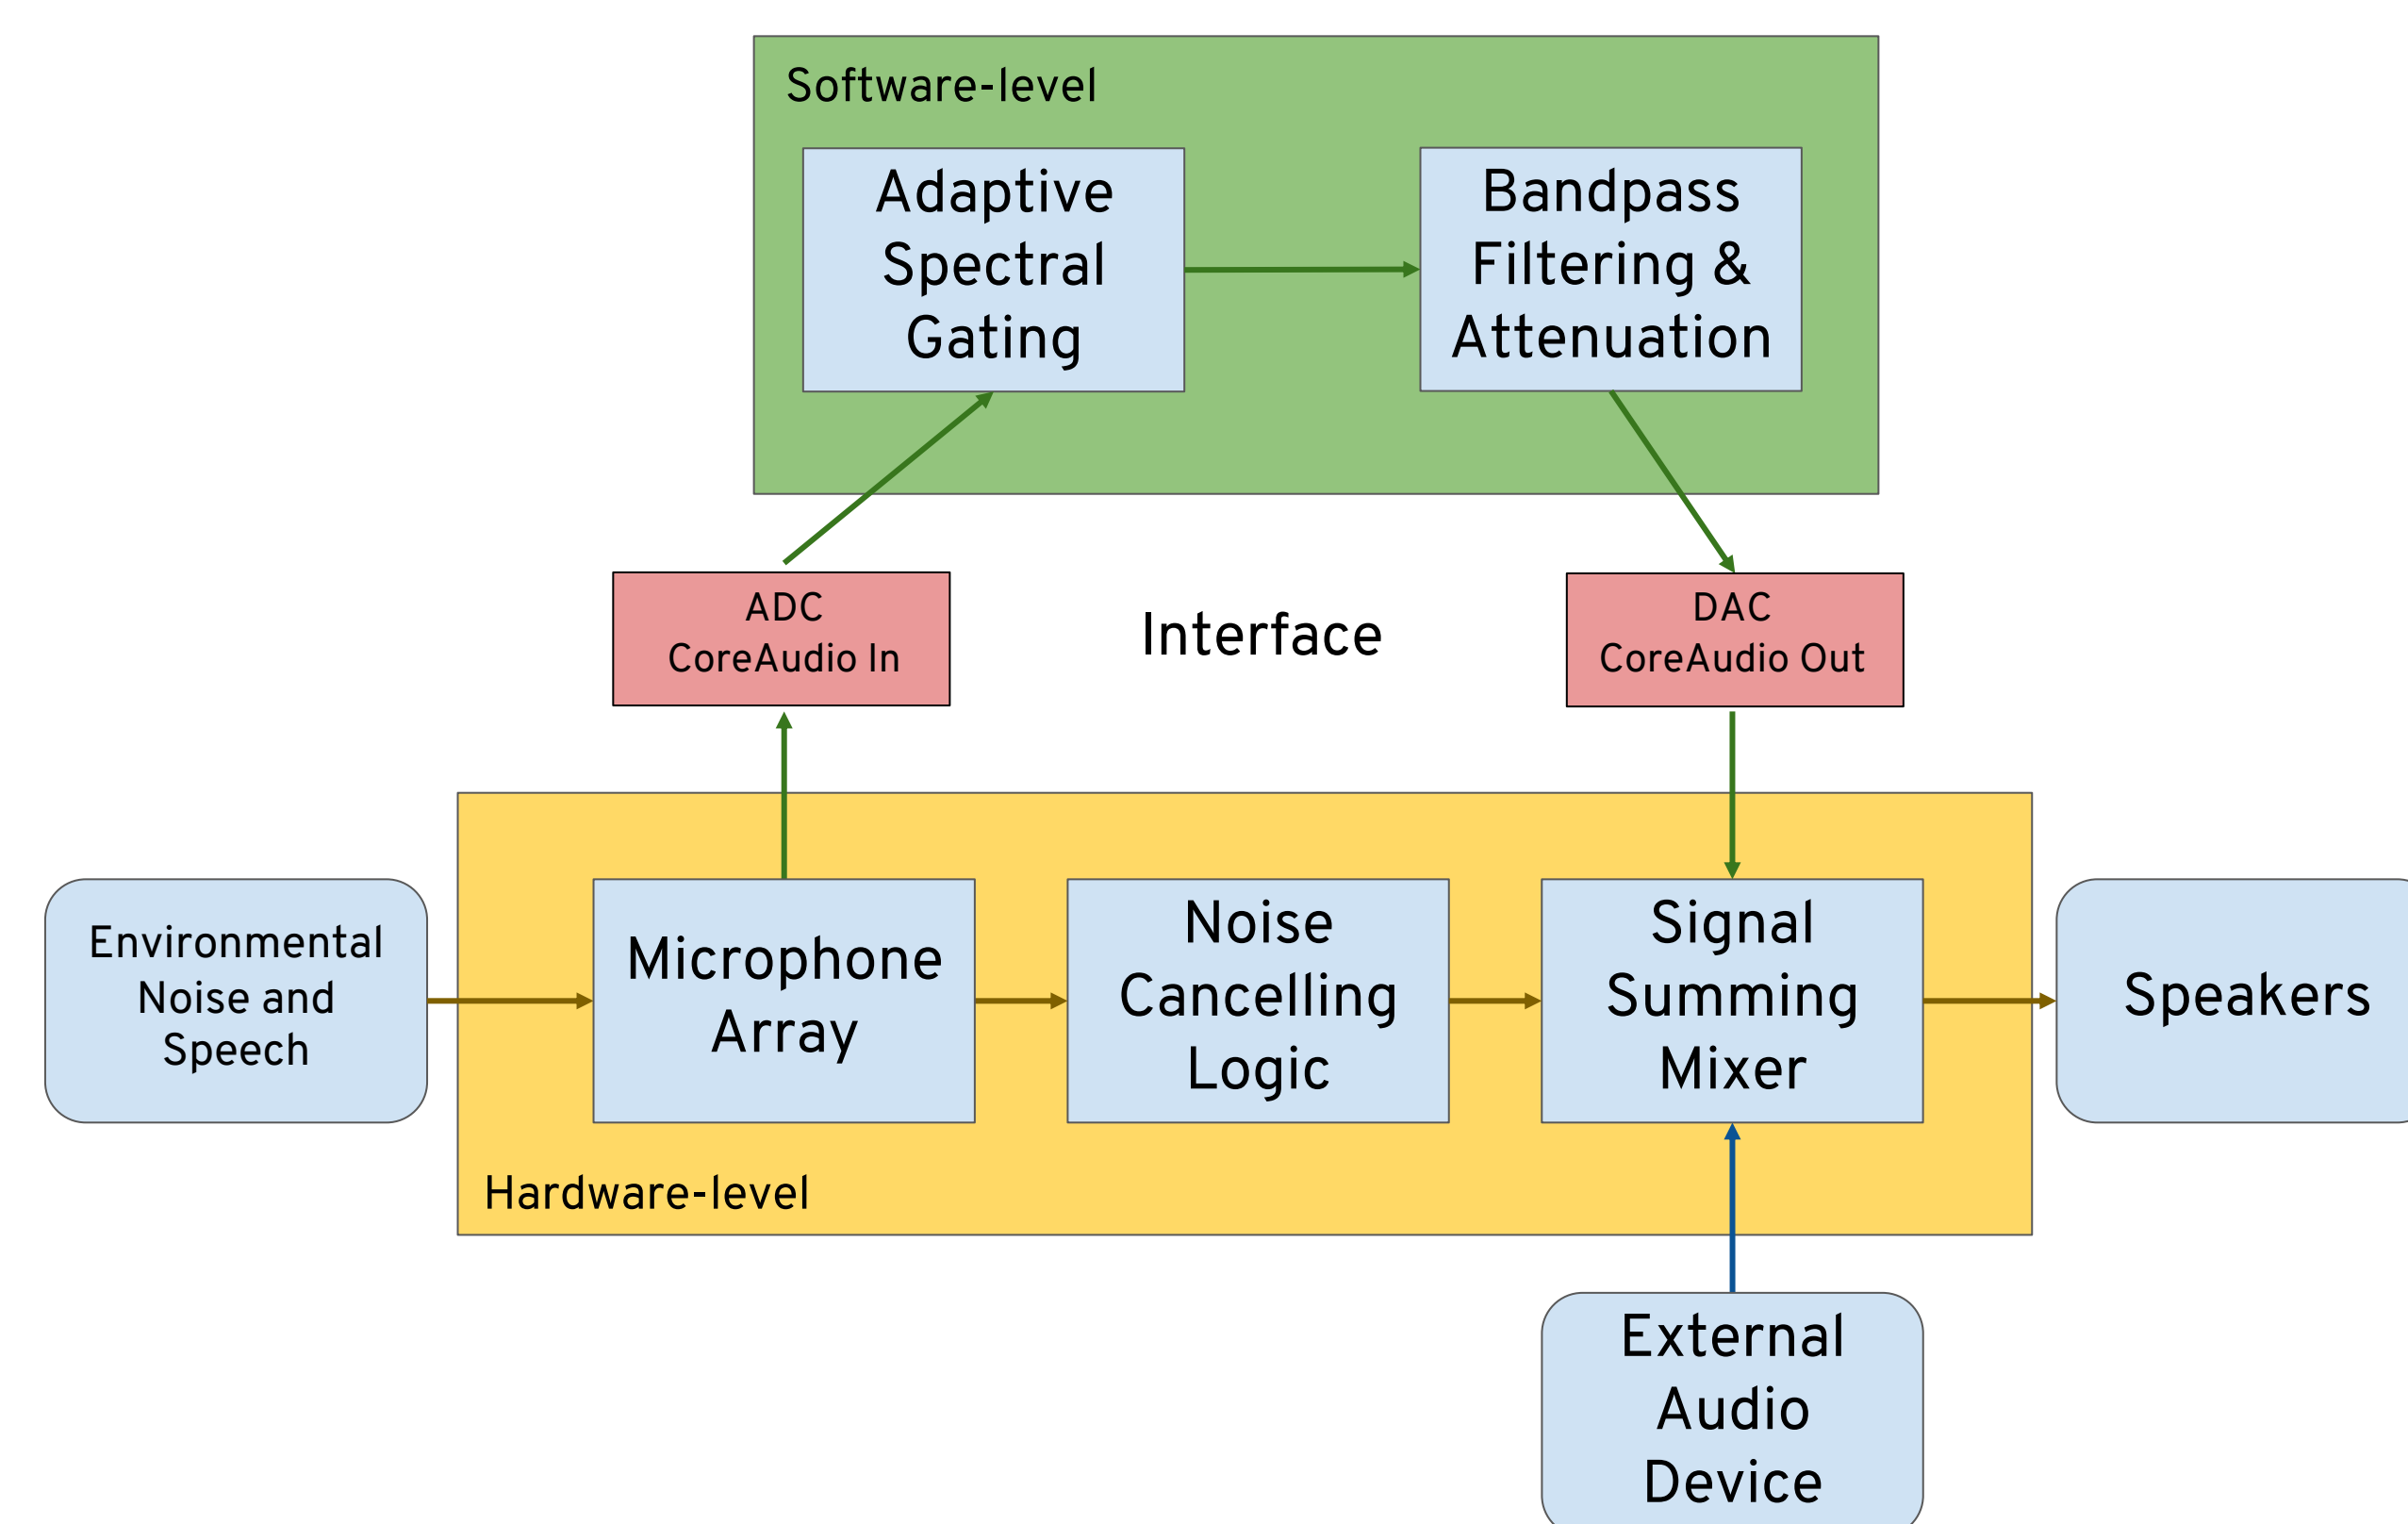 Software-level
Adaptive
Spectral
Gating
Bandpass
Filtering &
Attenuation
ADC
CoreAudio In
Interface
DAC
CoreAudio Out
Environmental
Noise and
Speech
Microphone
Array
Noise
Cancelling
Logic
Signal
Summing
Mixer
Speakers
Hardware-level
External
Audio
Device